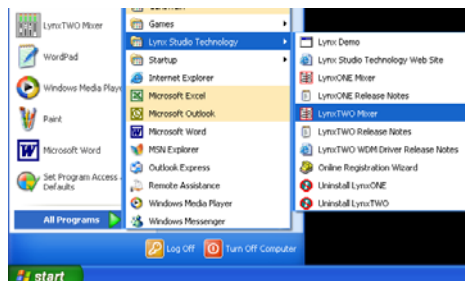 LynxTWO Mixer
WordPad
Windows Media Playe
Paint
Microsoft Word
Set Program Access
Defaults
All Programs
Games
Lynx Studio Technology
Startup
Internet Explorer
Microsoft Excel
Microsoft Outlook
Microsoft Word
MSN Explorer
Outlook Express
Remote Assistance
Windows Media Player
Windows Messenger
Lynx Demo
Lynx Studio Technology Web Site
LynxONE Mixer
LynxONE Release Notes
LynxTWO Mixer
LynxTWO Release Notes
LynxTWO WDM Driver Release Notes
Online Registration Wizard
Uninstall LynxONE
Uninstall LynxTWO
Log Off
Turn Off Computer
start